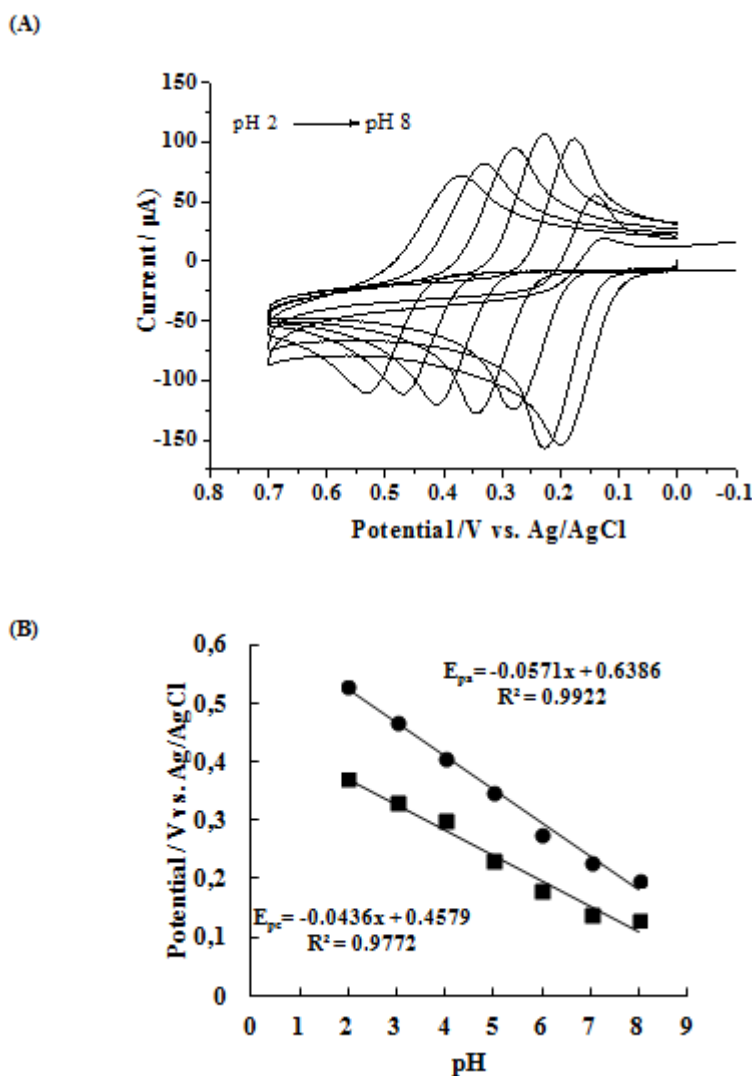 (A)
150
100
50
0
-50
-100
-150
Current / µA
pH 2 pH 8
0.8 0.7 0.6 0.5 0.4 0.3 0.2 0.1 0.0 -0.1
Potential /V vs. Ag/AgCl
(B)
0,6
0,5
0,4
0,3
0,2
0,1
0
Potential / V vs. Ag/AgCl
Epa= -0.0571x + 0.6386
R² = 0.9922
Epc= -0.0436x + 0.4579
R² = 0.9772
0 1 2 3 4 5 6 7 8 9
pH